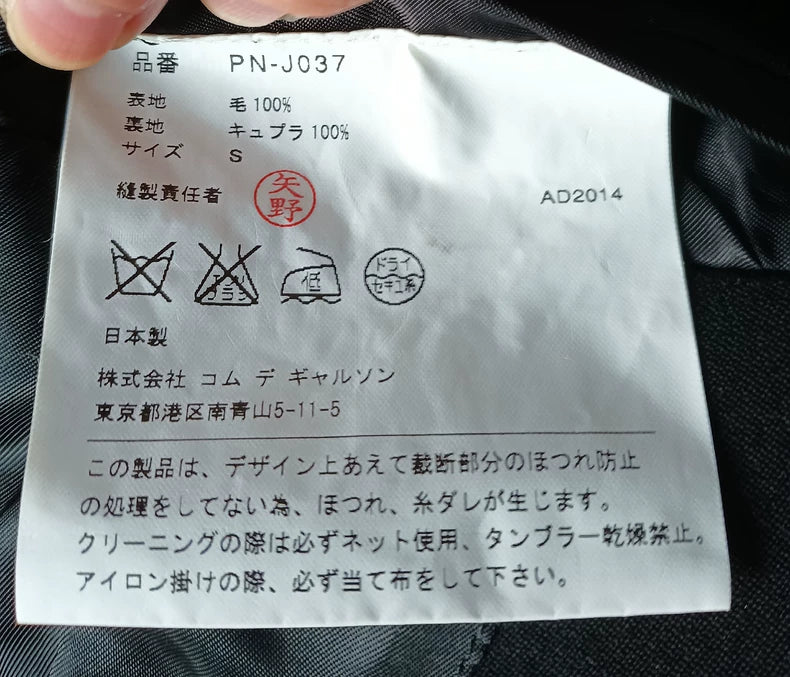 品番 PN-J037
表地 毛 100%
裏地 キュプラ 100%
サイズ S
縫製責任者 矢野 AD2014
エンソ サラシ 低 ドライ セキユ系
日本製
株式会社 コム デ ギャルソン
東京都港区南青山5-11-5
この製品は、デザイン上あえて裁断部分のほつれ防止
の処理をしてない為、ほつれ、糸ダレが生じます。
クリーニングの際は必ずネット使用、タンブラー乾燥禁止。
アイロン掛けの際、必ず当て布をして下さい。